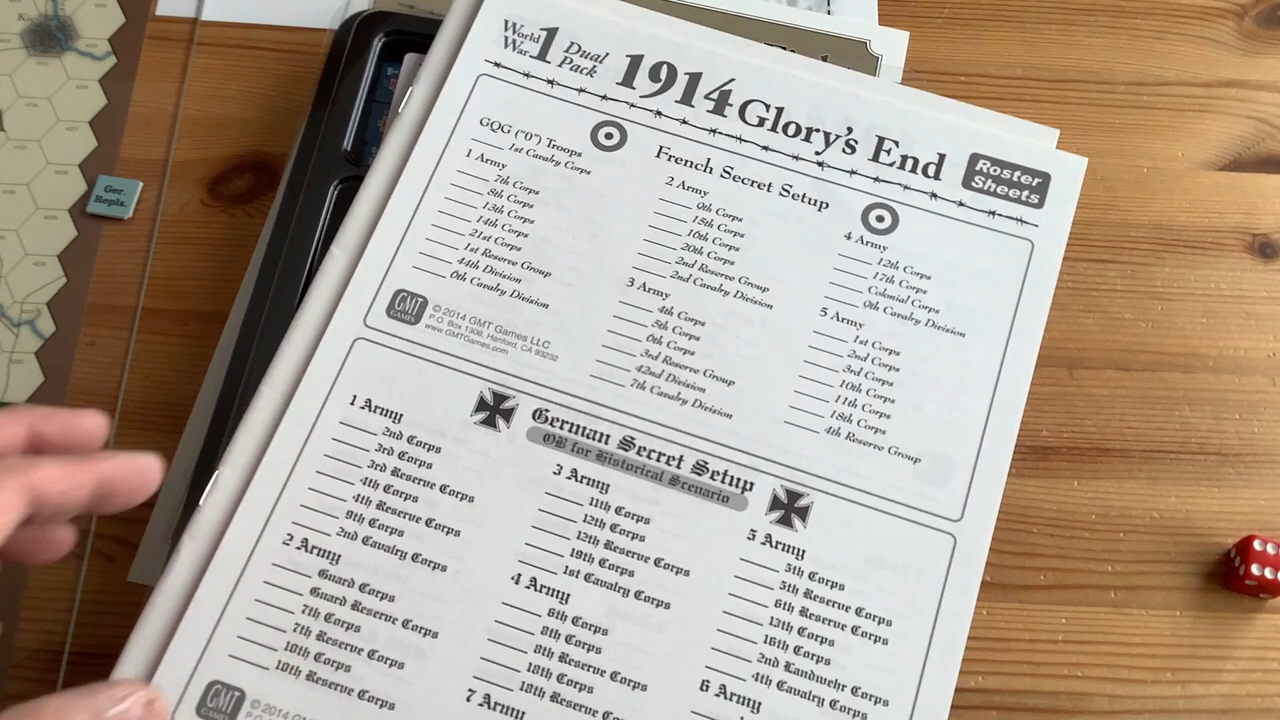 World
War 1 Dual
Pack
1914 Glory's End
Roster
Sheets
French Secret Setup
GQG ("0") Troops
1st Cavalry Corps
1 Army
7th Corps
8th Corps
13th Corps
14th Corps
21st Corps
1st Reserve Group
44th Division
6th Cavalry Division
2 Army
9th Corps
15th Corps
16th Corps
20th Corps
2nd Reserve Group
2nd Cavalry Division
3 Army
4th Corps
5th Corps
6th Corps
3rd Reserve Group
42nd Division
7th Cavalry Division
4 Army
12th Corps
17th Corps
Colonial Corps
9th Cavalry Division
5 Army
1st Corps
2nd Corps
3rd Corps
10th Corps
11th Corps
18th Corps
4th Reserve Group
GMT
GAMES
© 2014 GMT Games LLC
P.O. Box 1308, Hanford, CA 93232
www.GMTGames.com
German Secret Setup
OB for Historical Scenario
1 Army
2nd Corps
3rd Corps
3rd Reserve Corps
4th Corps
4th Reserve Corps
9th Corps
2nd Cavalry Corps
2 Army
Guard Corps
Guard Reserve Corps
7th Corps
7th Reserve Corps
10th Corps
10th Reserve Corps
3 Army
11th Corps
12th Corps
12th Reserve Corps
19th Corps
1st Cavalry Corps
4 Army
6th Corps
8th Corps
8th Reserve Corps
18th Corps
18th Reserve Corps
7 Army
5 Army
5th Corps
5th Reserve Corps
6th Reserve Corps
13th Corps
16th Corps
2nd Landwehr Corps
4th Cavalry Corps
6 Army
GMT
GAMES
© 2014 GMT
Ger.
Repls.